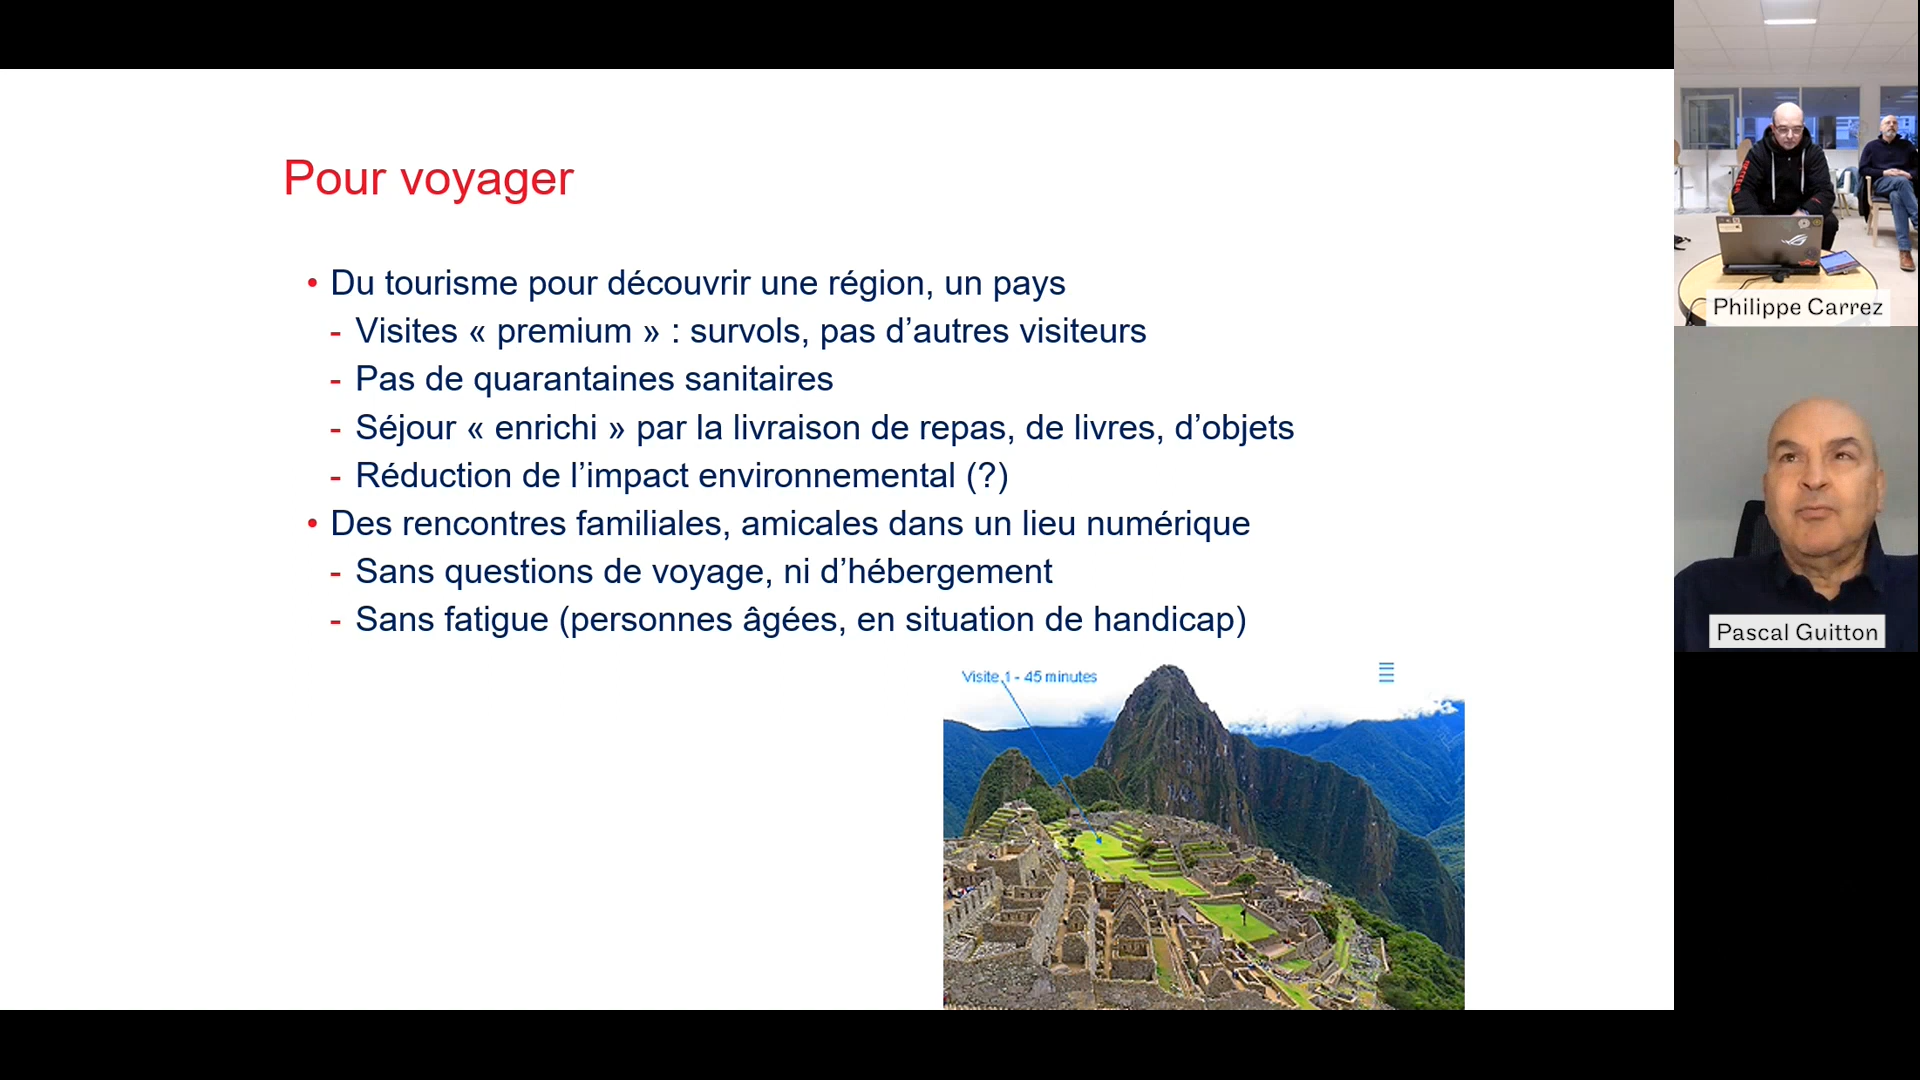 Pour voyager
• Du tourisme pour découvrir une région, un pays
- Visites « premium » : survols, pas d’autres visiteurs
- Pas de quarantaines sanitaires
- Séjour « enrichi » par la livraison de repas, de livres, d’objets
- Réduction de l’impact environnemental (?)
• Des rencontres familiales, amicales dans un lieu numérique
- Sans questions de voyage, ni d’hébergement
- Sans fatigue (personnes âgées, en situation de handicap)
Visite 1 - 45 minutes
Philippe Carrez
Pascal Guitton